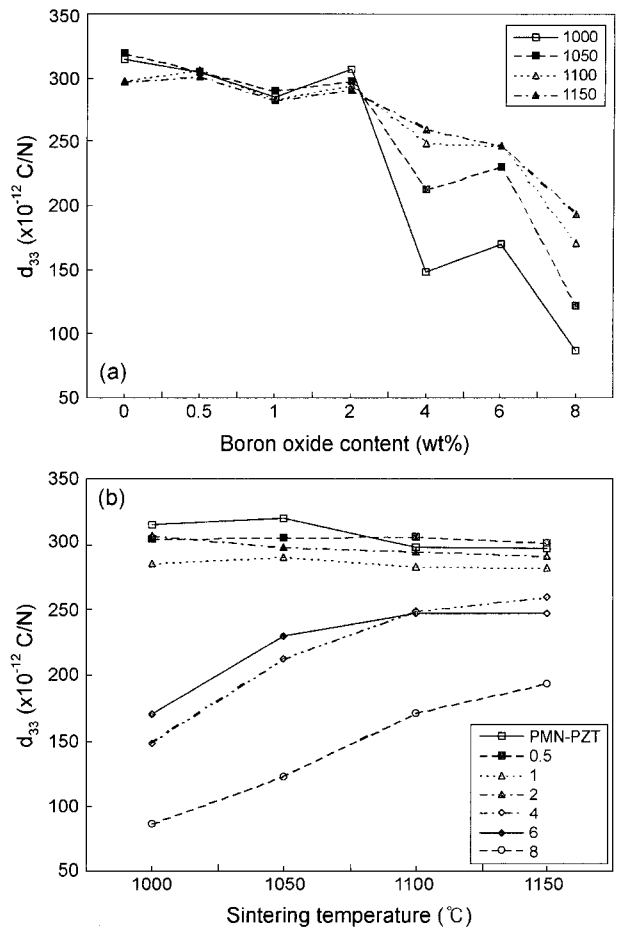 350
300
250
200
150
100
50
d33 (x10-12 C/N)
1000
1050
1100
1150
(a)
0 0.5 1 2 4 6 8
Boron oxide content (wt%)
350
300
250
200
150
100
50
d33 (x10-12 C/N)
(b)
PMN-PZT
0.5
1
2
4
6
8
1000 1050 1100 1150
Sintering temperature (℃)